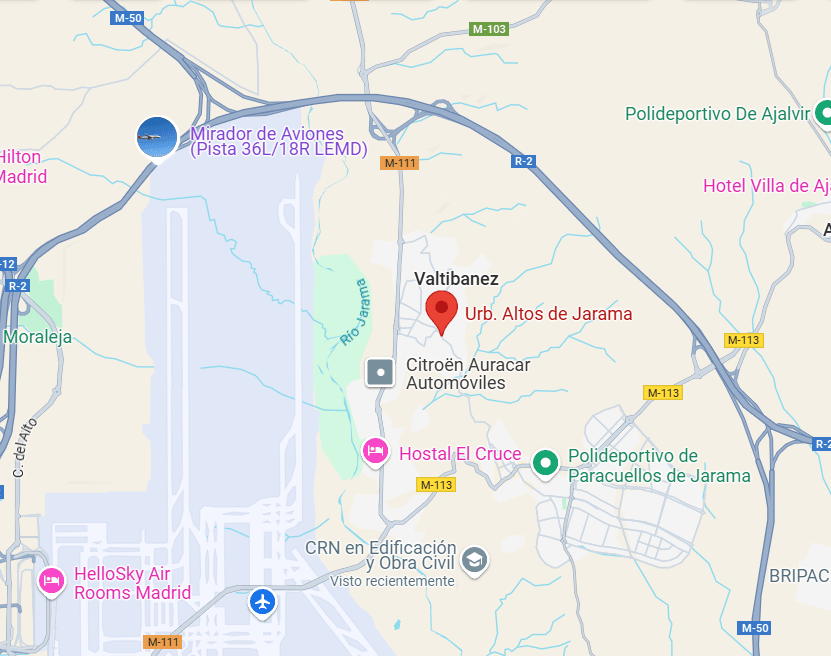 M-50
M-103
Polideportivo De Ajalvir
Mirador de Aviones
(Pista 36L/18R LEMD)
Hilton
Madrid
M-111
R-2
Hotel Villa de Aj
A
-12
R-2
Valtibanez
Río Jarama
Urb. Altos de Jarama
Moraleja
M-113
Citroën Auracar
Automóviles
M-113
C. del Alto
R-2
Hostal El Cruce
Polideportivo de
Paracuellos de Jarama
M-113
CRN en Edificación
y Obra Civil
Visto recientemente
HelloSky Air
Rooms Madrid
BRIPAC
M-50
M-111